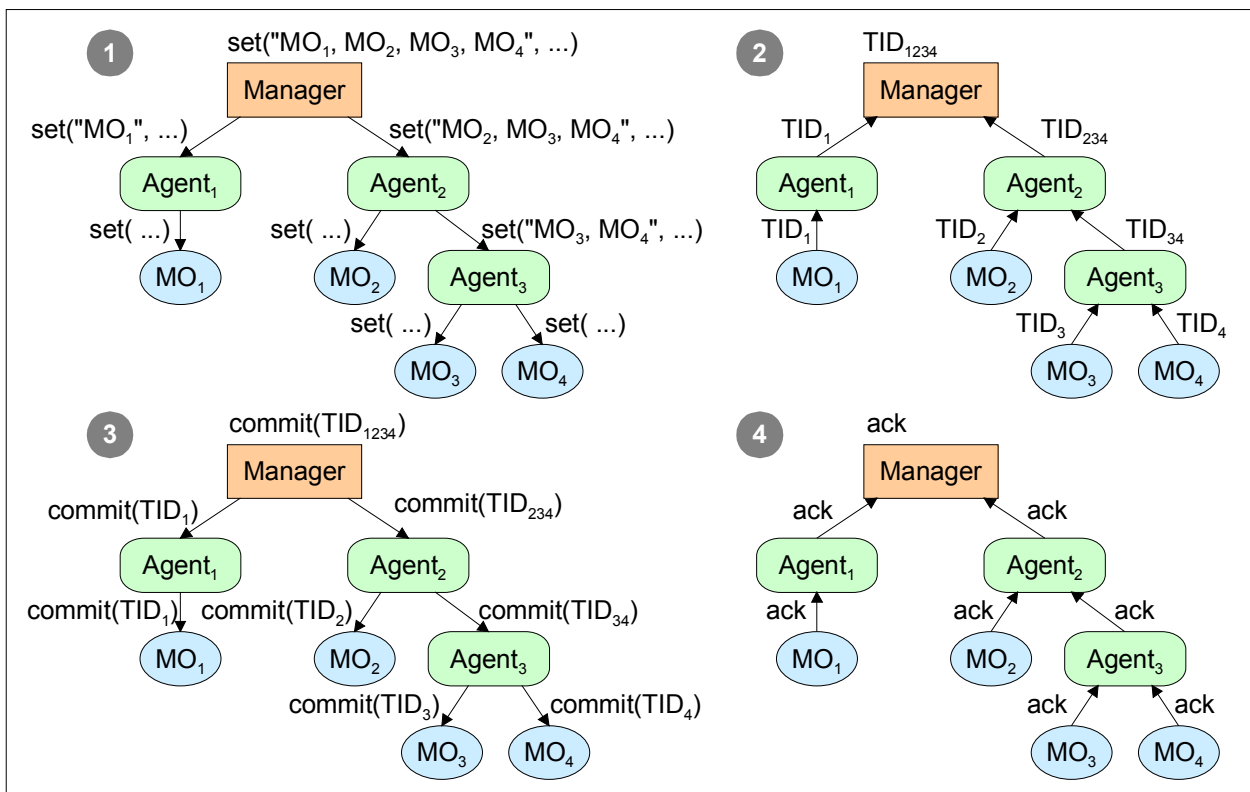 1
set("MO₁, MO₂, MO₃, MO₄", ...)
Manager
set("MO₁", ...)
set("MO₂, MO₃, MO₄", ...)
Agent₁
Agent₂
set( ...)
set( ...)
set("MO₃, MO₄", ...)
MO₁
MO₂
Agent₃
set( ...)
set( ...)
MO₃
MO₄
2
TID₁₂₃₄
Manager
TID₁
TID₂₃₄
Agent₁
Agent₂
TID₁
TID₂
TID₃₄
MO₁
MO₂
Agent₃
TID₃
TID₄
MO₃
MO₄
3
commit(TID₁₂₃₄)
Manager
commit(TID₁)
commit(TID₂₃₄)
Agent₁
Agent₂
commit(TID₁)
commit(TID₂)
commit(TID₃₄)
MO₁
MO₂
Agent₃
commit(TID₃)
commit(TID₄)
MO₃
MO₄
4
ack
Manager
ack
ack
Agent₁
Agent₂
ack
ack
ack
MO₁
MO₂
Agent₃
ack
ack
MO₃
MO₄